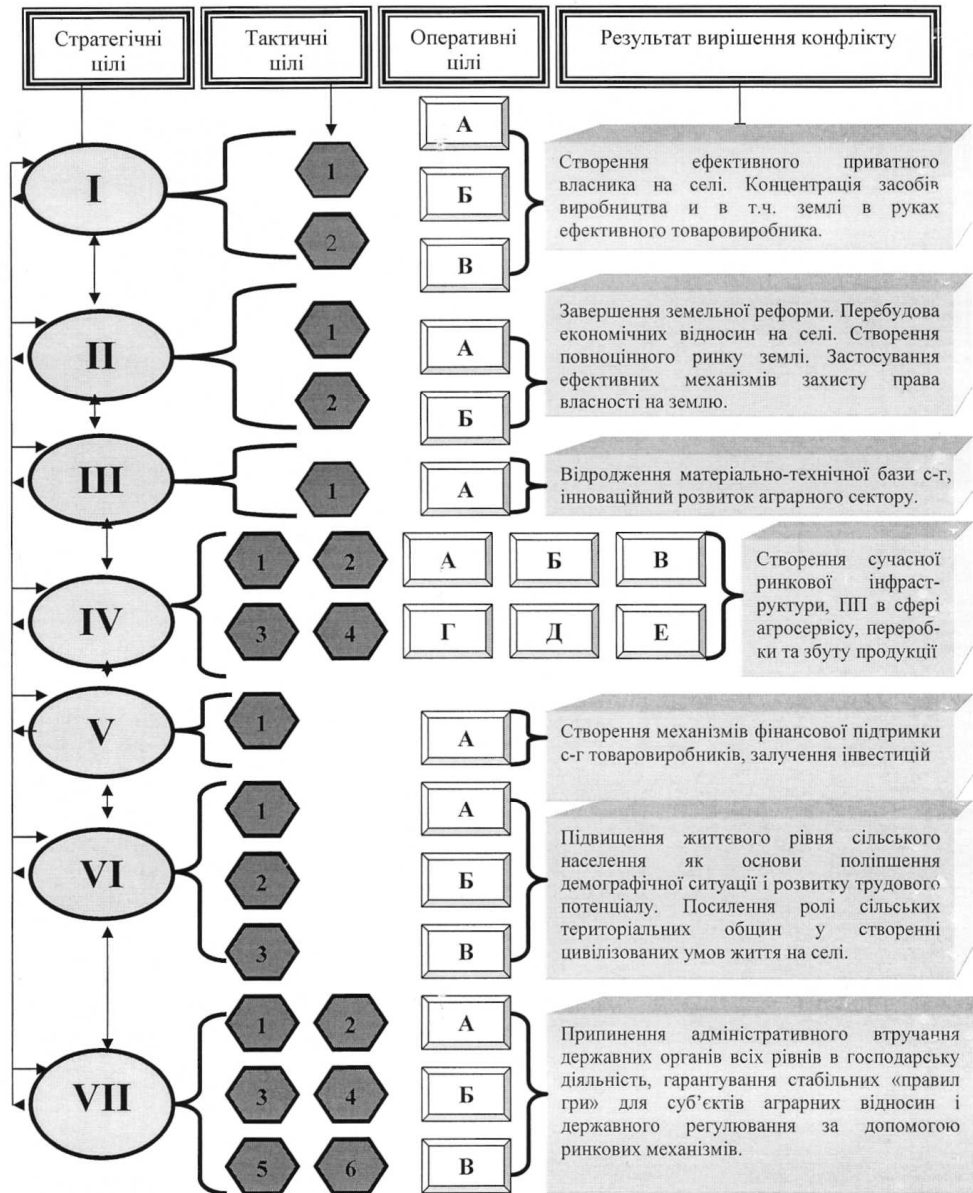 Стратегічні
цілі
Тактичні
цілі
Оперативні
цілі
Результат вирішення конфлікту
I
1
2
А
Б
В
Створення ефективного приватного
власника на селі. Концентрація засобів
виробництва и в т.ч. землі в руках
ефективного товаровиробника.
II
1
2
А
Б
Завершення земельної реформи. Перебудова
економічних відносин на селі. Створення
повноцінного ринку землі. Застосування
ефективних механізмів захисту права
власності на землю.
III
1
А
Відродження матеріально-технічної бази с-г,
інноваційний розвиток аграрного сектору.
IV
1
2
3
4
А
Б
В
Г
Д
Е
Створення сучасної
ринкової інфраст-
руктури, ПП в сфері
агросервісу, перероб-
ки та збуту продукції
V
1
А
Створення механізмів фінансової підтримки
с-г товаровиробників, залучення інвестицій
VI
1
2
3
А
Б
В
Підвищення життєвого рівня сільського
населення як основи поліпшення
демографічної ситуації і розвитку трудового
потенціалу. Посилення ролі сільських
територіальних общин у створенні
цивілізованих умов життя на селі.
VII
1
2
3
4
5
6
А
Б
В
Припинення адміністративного втручання
державних органів всіх рівнів в господарську
діяльність, гарантування стабільних «правил
гри» для суб’єктів аграрних відносин і
державного регулювання за допомогою
ринкових механізмів.